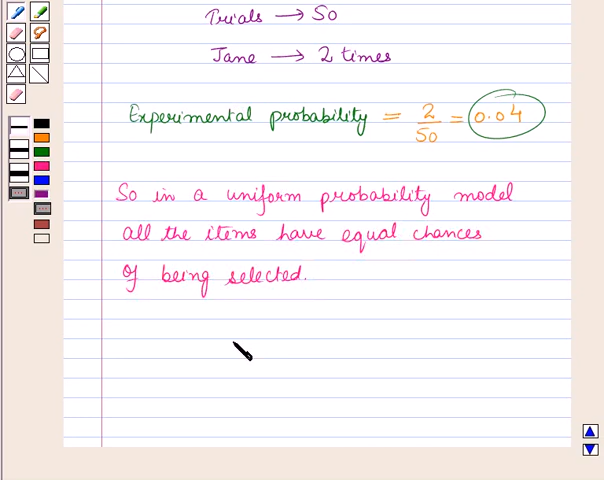 Trials → 50
Jane → 2 times
Experimental probability = 2/50 = 0.04
So in a uniform probability model
all the items have equal chances
Of being selected.